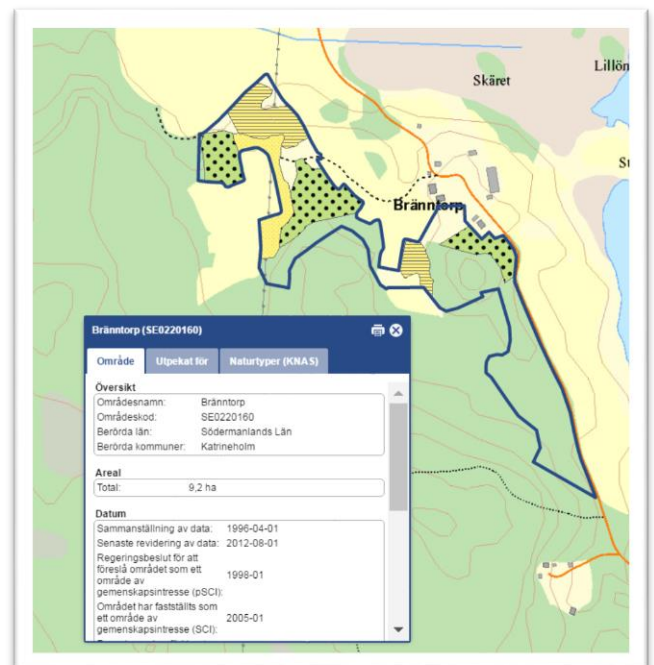 Skäret
Bränntorp
Bränntorp (SE0220160)
Område Utpekat för Naturtyper (KNAS)
Översikt
Områdesnamn: Bränntorp
Områdeskod: SE0220160
Berörda län: Södermanlands Län
Berörda kommuner: Katrineholm
Areal
Total: 9,2 ha
Datum
Sammanställning av data: 1996-04-01
Senaste revidering av data: 2012-08-01
Regeringsbeslut för att
föreslå området som ett
område av
gemenskapsintresse (pSCI): 1998-01
Området har fastställts som
ett område av
gemenskapsintresse (SCI): 2005-01